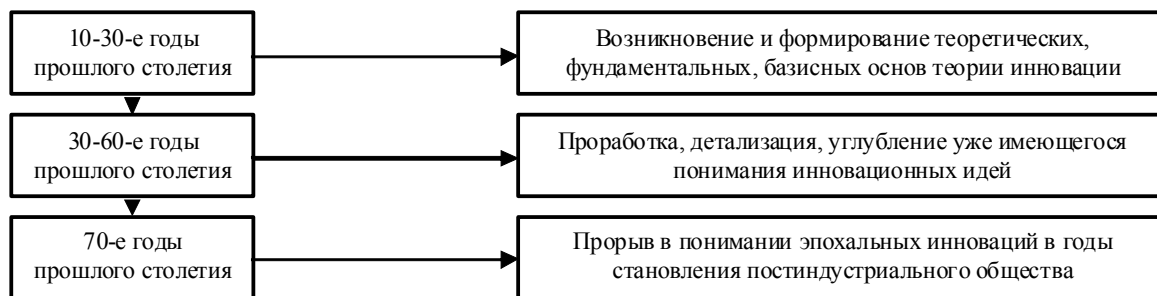 10-30-е годы
прошлого столетия
Возникновение и формирование теоретических,
фундаментальных, базисных основ теории инновации
30-60-е годы
прошлого столетия
Проработка, детализация, углубление уже имеющегося
понимания инновационных идей
70-е годы
прошлого столетия
Прорыв в понимании эпохальных инноваций в годы
становления постиндустриального общества